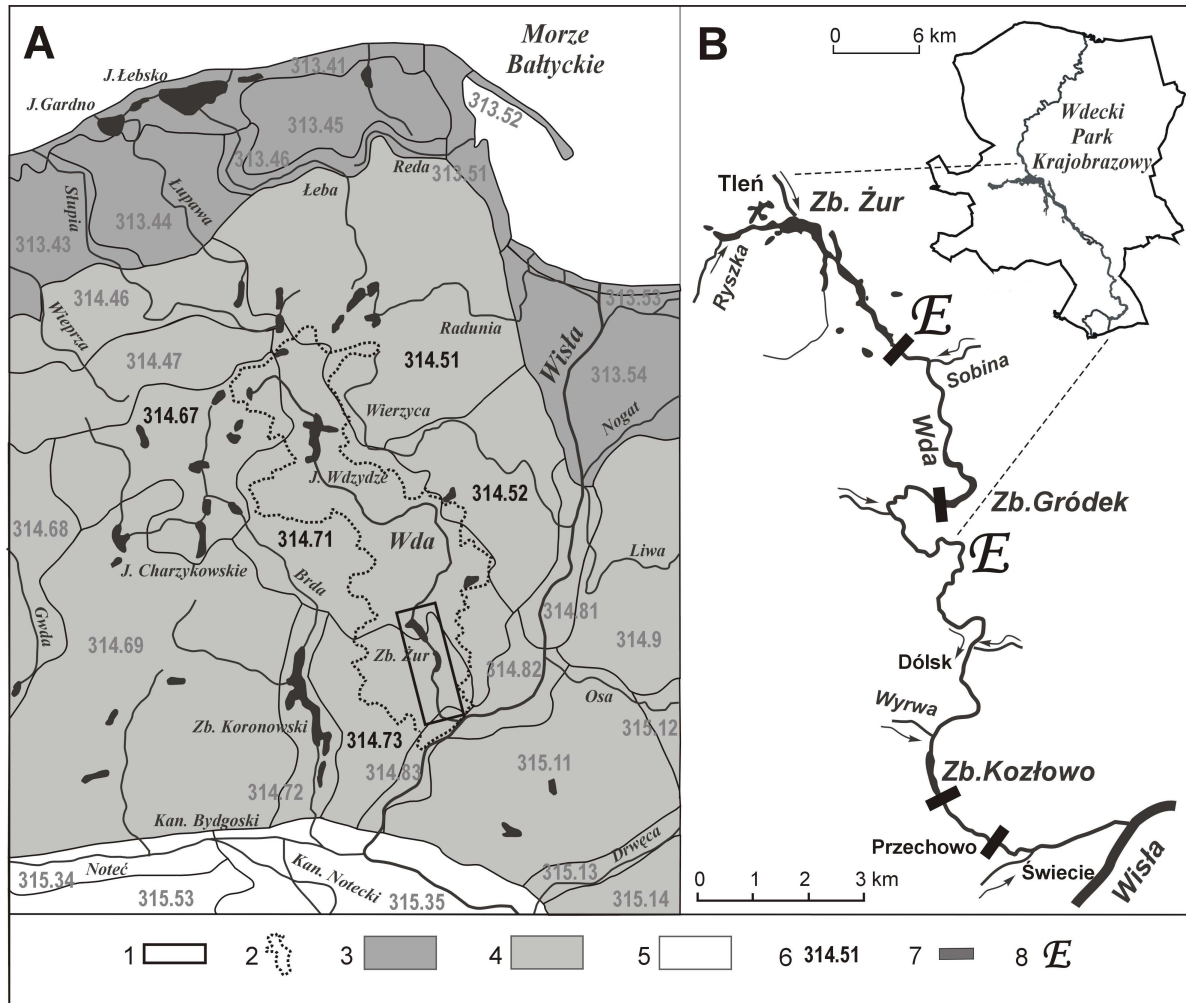 A
Morze
Bałtyckie
J.Łebsko
J.Gardno
313.41
313.52
313.45
313.46
Reda
313.51
Łeba
Słupia
Łupawa
313.44
313.43
314.46
313.53
Wieprza
Radunia
Wisła
314.47
314.51
313.54
314.67
Wierzyca
Nogat
J. Wdzydze
314.52
314.68
314.71
Wda
Liwa
J. Charzykowskie
Brda
314.81
Gwda
314.69
314.9
Zb. Żur
314.82
Osa
Zb. Koronowski
314.73
315.12
314.83
315.11
314.72
Kan. Bydgoski
Drwęca
Noteć
Kan. Notecki
315.13
315.34
315.53
315.35
315.14
B
0 6 km
Wdecki
Park
Krajobrazowy
Tleń
Zb. Żur
Ryszka
E
Sobina
Wda
Zb.Gródek
E
Dólsk
Wyrwa
Zb.Kozłowo
Przechowo
Świecie
Wisła
0 1 2 3 km
1 2 3 4 5 6 314.51 7 8 E